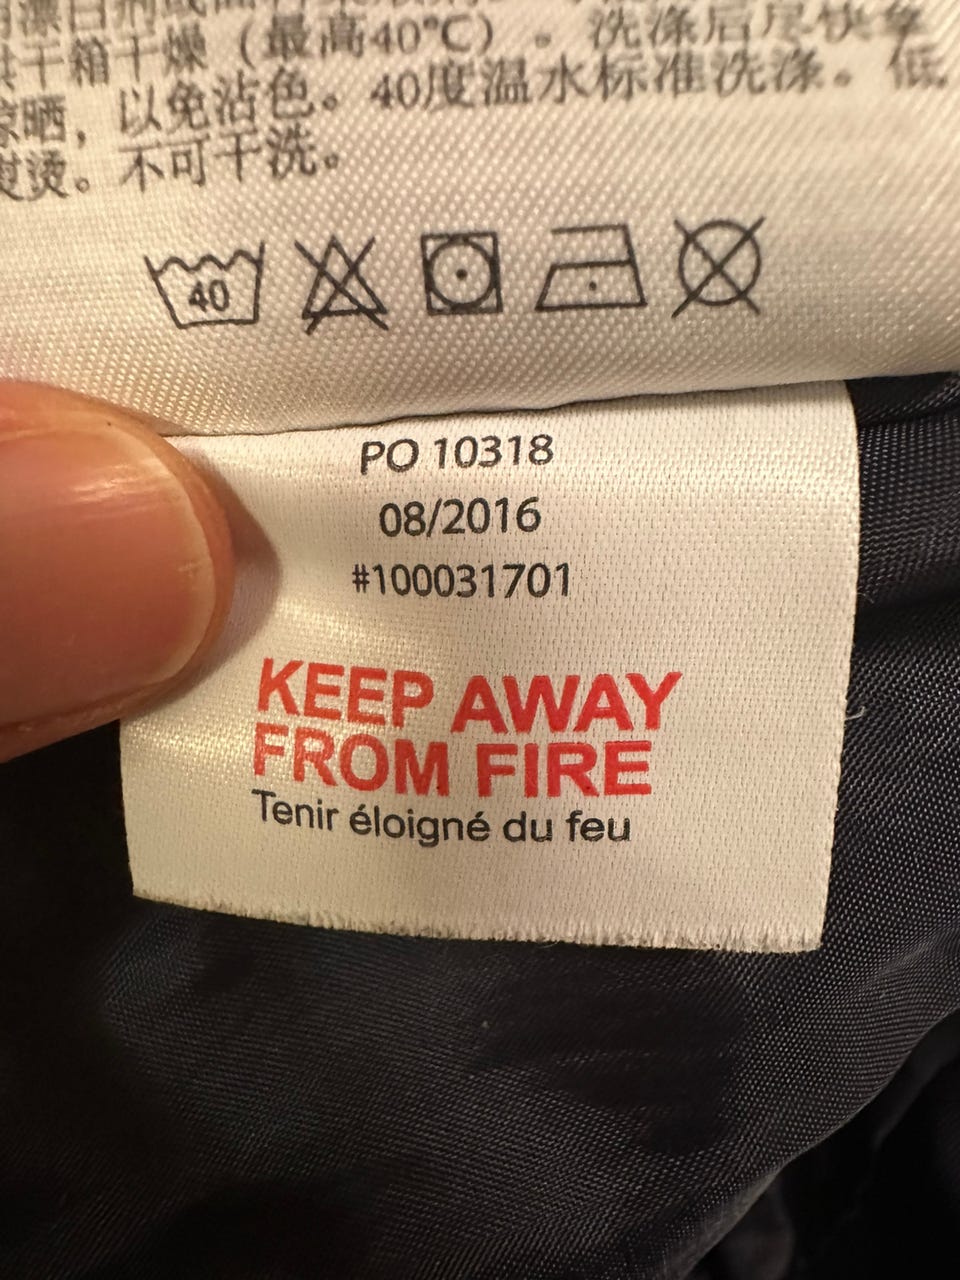 干箱干燥（最高40°C）。洗涤后尽快
晾晒，以免沾色。40度温水标准洗涤。低
熨烫。不可干洗。
40
PO 10318
08/2016
#100031701
KEEP AWAY
FROM FIRE
Tenir éloigné du feu